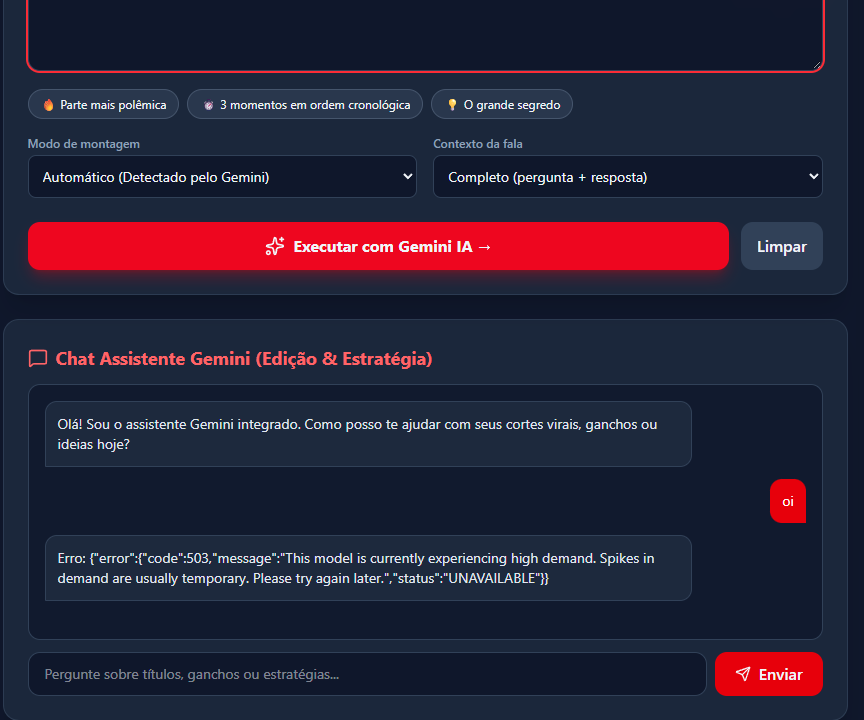 🔥 Parte mais polêmica
⏰ 3 momentos em ordem cronológica
💡 O grande segredo
Modo de montagem
Contexto da fala
Automático (Detectado pelo Gemini)
Completo (pergunta + resposta)
Executar com Gemini IA →
Limpar
Chat Assistente Gemini (Edição & Estratégia)
Olá! Sou o assistente Gemini integrado. Como posso te ajudar com seus cortes virais, ganchos ou
ideias hoje?
oi
Erro: {"error":{"code":503,"message":"This model is currently experiencing high demand. Spikes in
demand are usually temporary. Please try again later.","status":"UNAVAILABLE"}}
Pergunte sobre títulos, ganchos ou estratégias...
Enviar